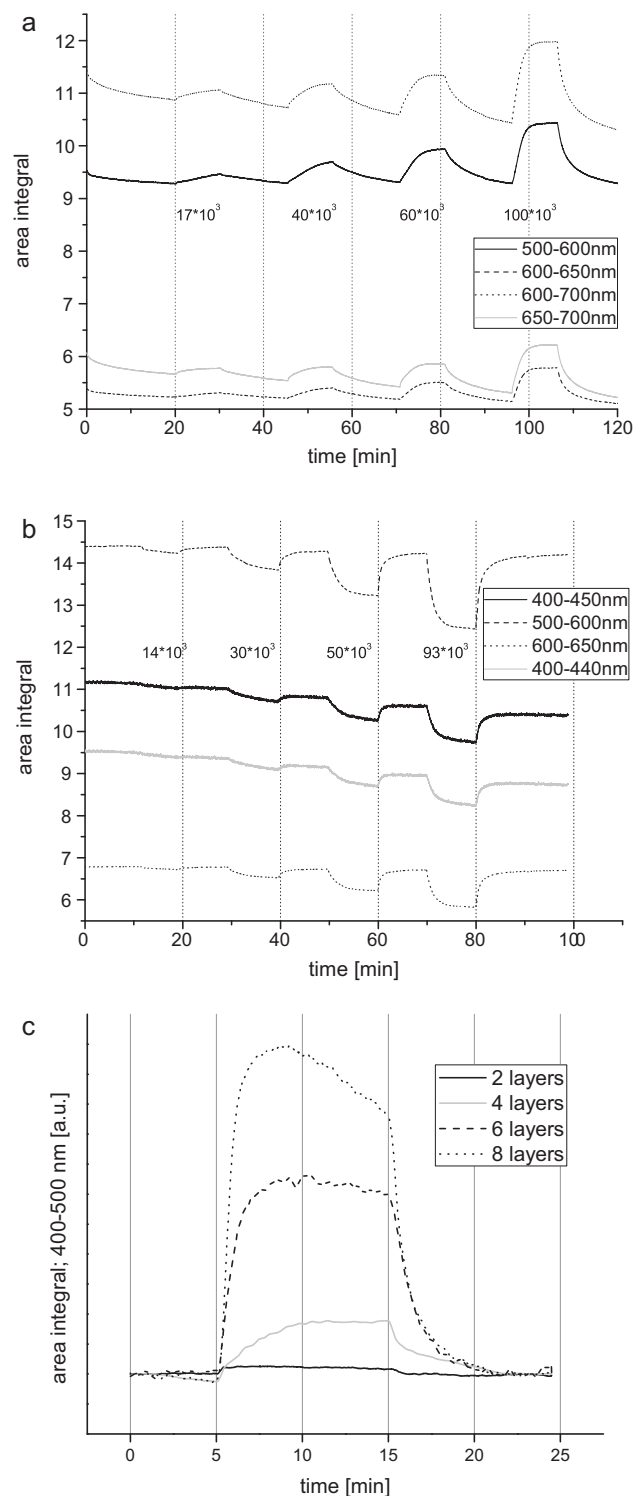 a
12
11
10
9
8
7
6
5
area integral
17*10³
40*10³
60*10³
100*10³
500-600nm
600-650nm
600-700nm
650-700nm
0
20
40
60
80
100
120
time [min]
b
15
14
13
12
11
10
9
8
7
6
area integral
14*10³
30*10³
50*10³
93*10³
400-450nm
500-600nm
600-650nm
400-440nm
0
20
40
60
80
100
time [min]
c
area integral; 400-500 nm [a.u.]
2 layers
4 layers
6 layers
8 layers
0
5
10
15
20
25
time [min]